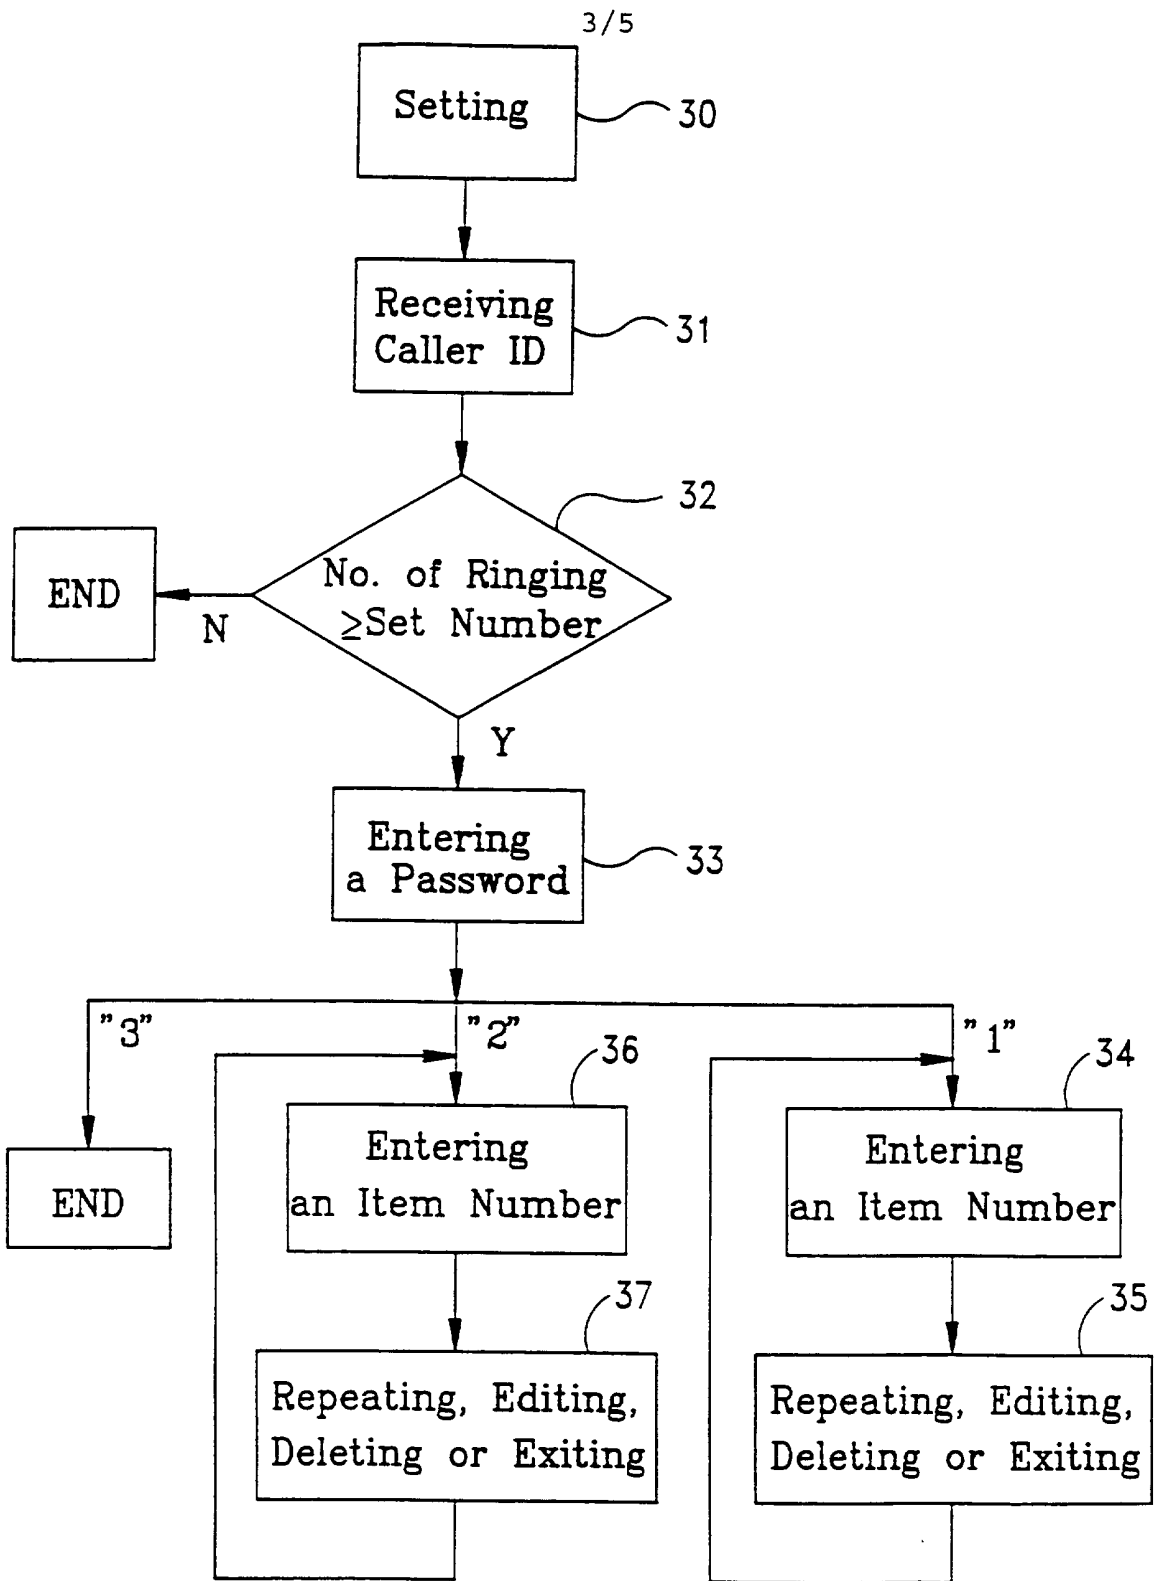 3/5
Setting
30
Receiving
Caller ID
31
32
No. of Ringing
≥Set Number
END
N
Y
Entering
a Password
33
"3"
"2"
"1"
36
34
Entering
an Item Number
Entering
an Item Number
END
37
35
Repeating, Editing,
Deleting or Exiting
Repeating, Editing,
Deleting or Exiting